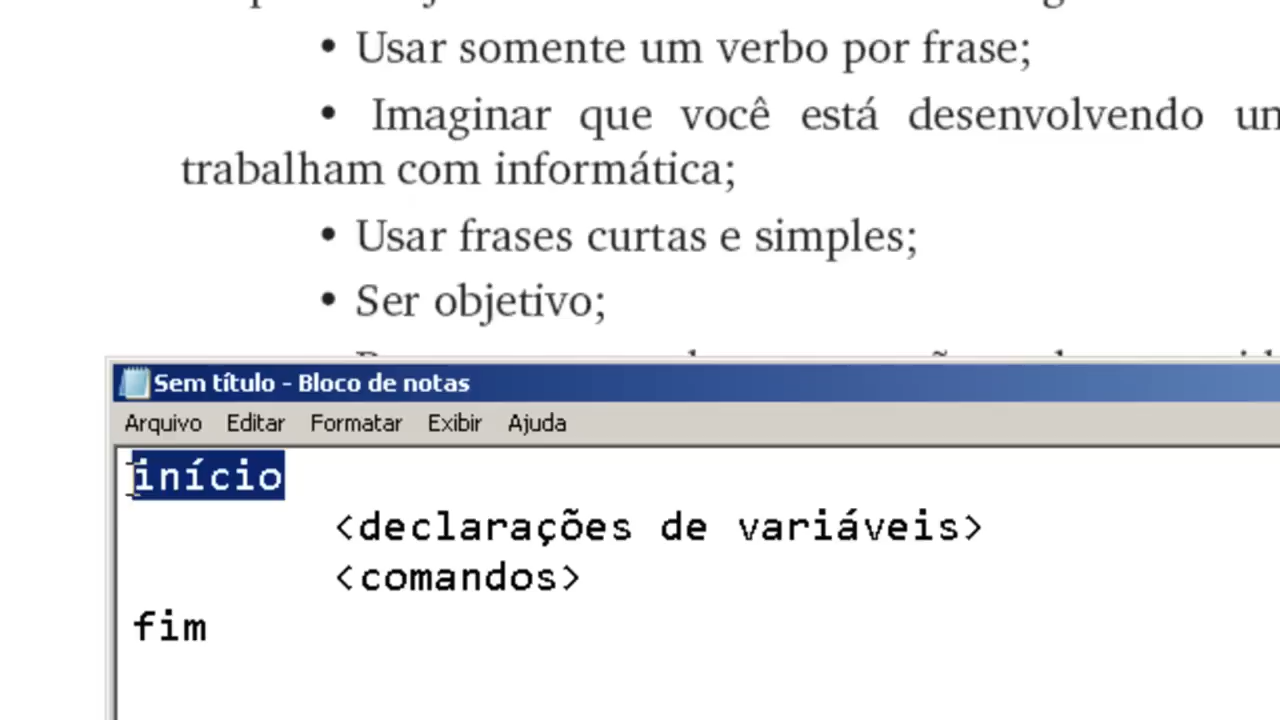 • Usar somente um verbo por frase;
• Imaginar que você está desenvolvendo
trabalham com informática;
• Usar frases curtas e simples;
• Ser objetivo;
Sem título - Bloco de notas
Arquivo Editar Formatar Exibir Ajuda
início
<declarações de variáveis>
<comandos>
fim